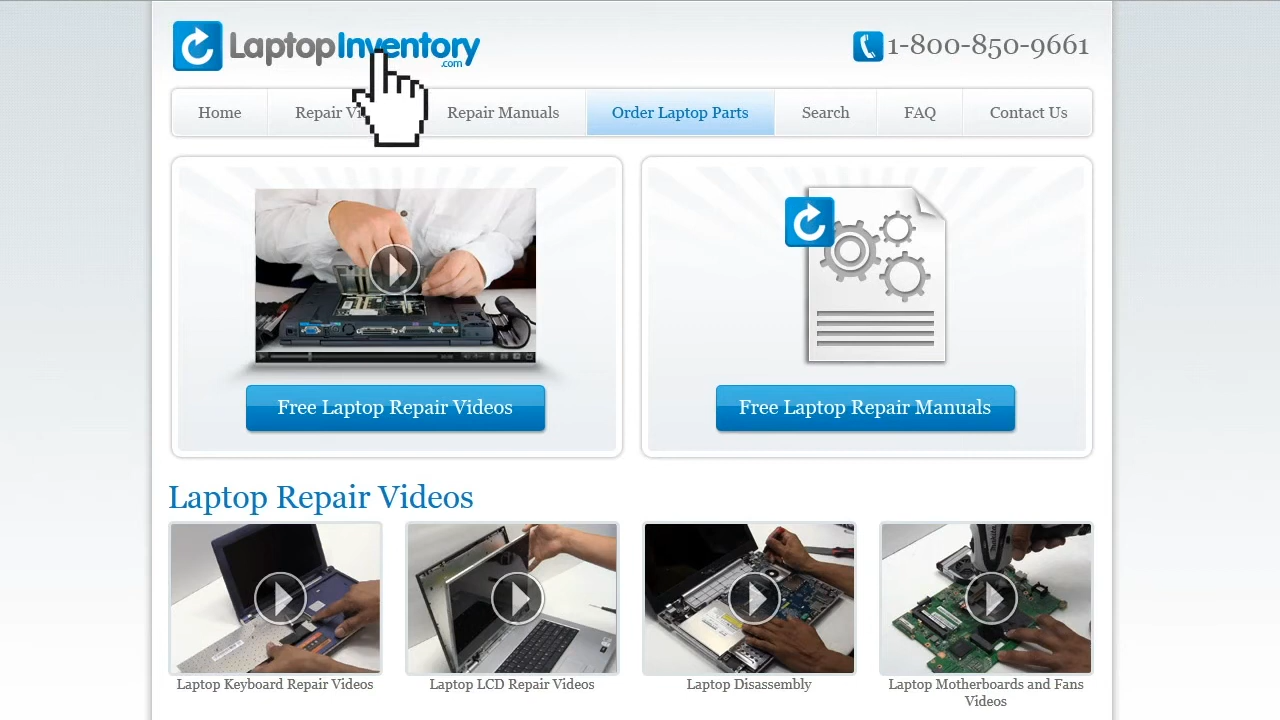 LaptopInventory
.com
1-800-850-9661
Home
Repair Vi
Repair Manuals
Order Laptop Parts
Search
FAQ
Contact Us
Free Laptop Repair Videos
Free Laptop Repair Manuals
Laptop Repair Videos
Laptop Keyboard Repair Videos
Laptop LCD Repair Videos
Laptop Disassembly
Laptop Motherboards and Fans
Videos